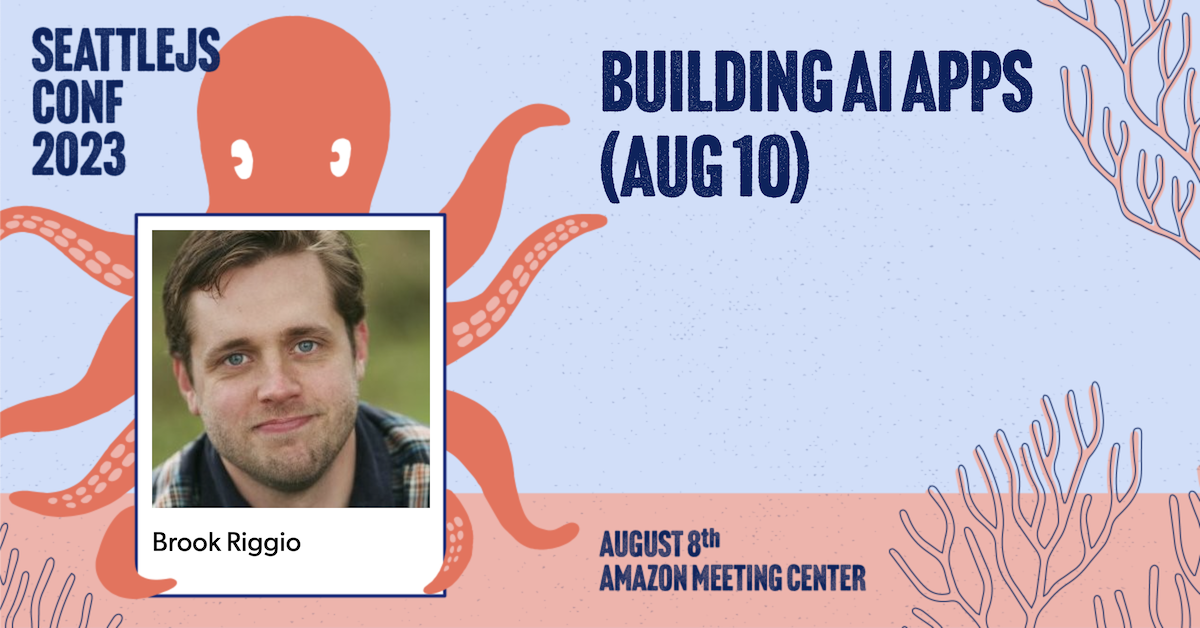 SEATTLEJS
CONF
2023
BUILDING AI APPS
(AUG 10)
Brook Riggio
AUGUST 8th
AMAZON MEETING CENTER